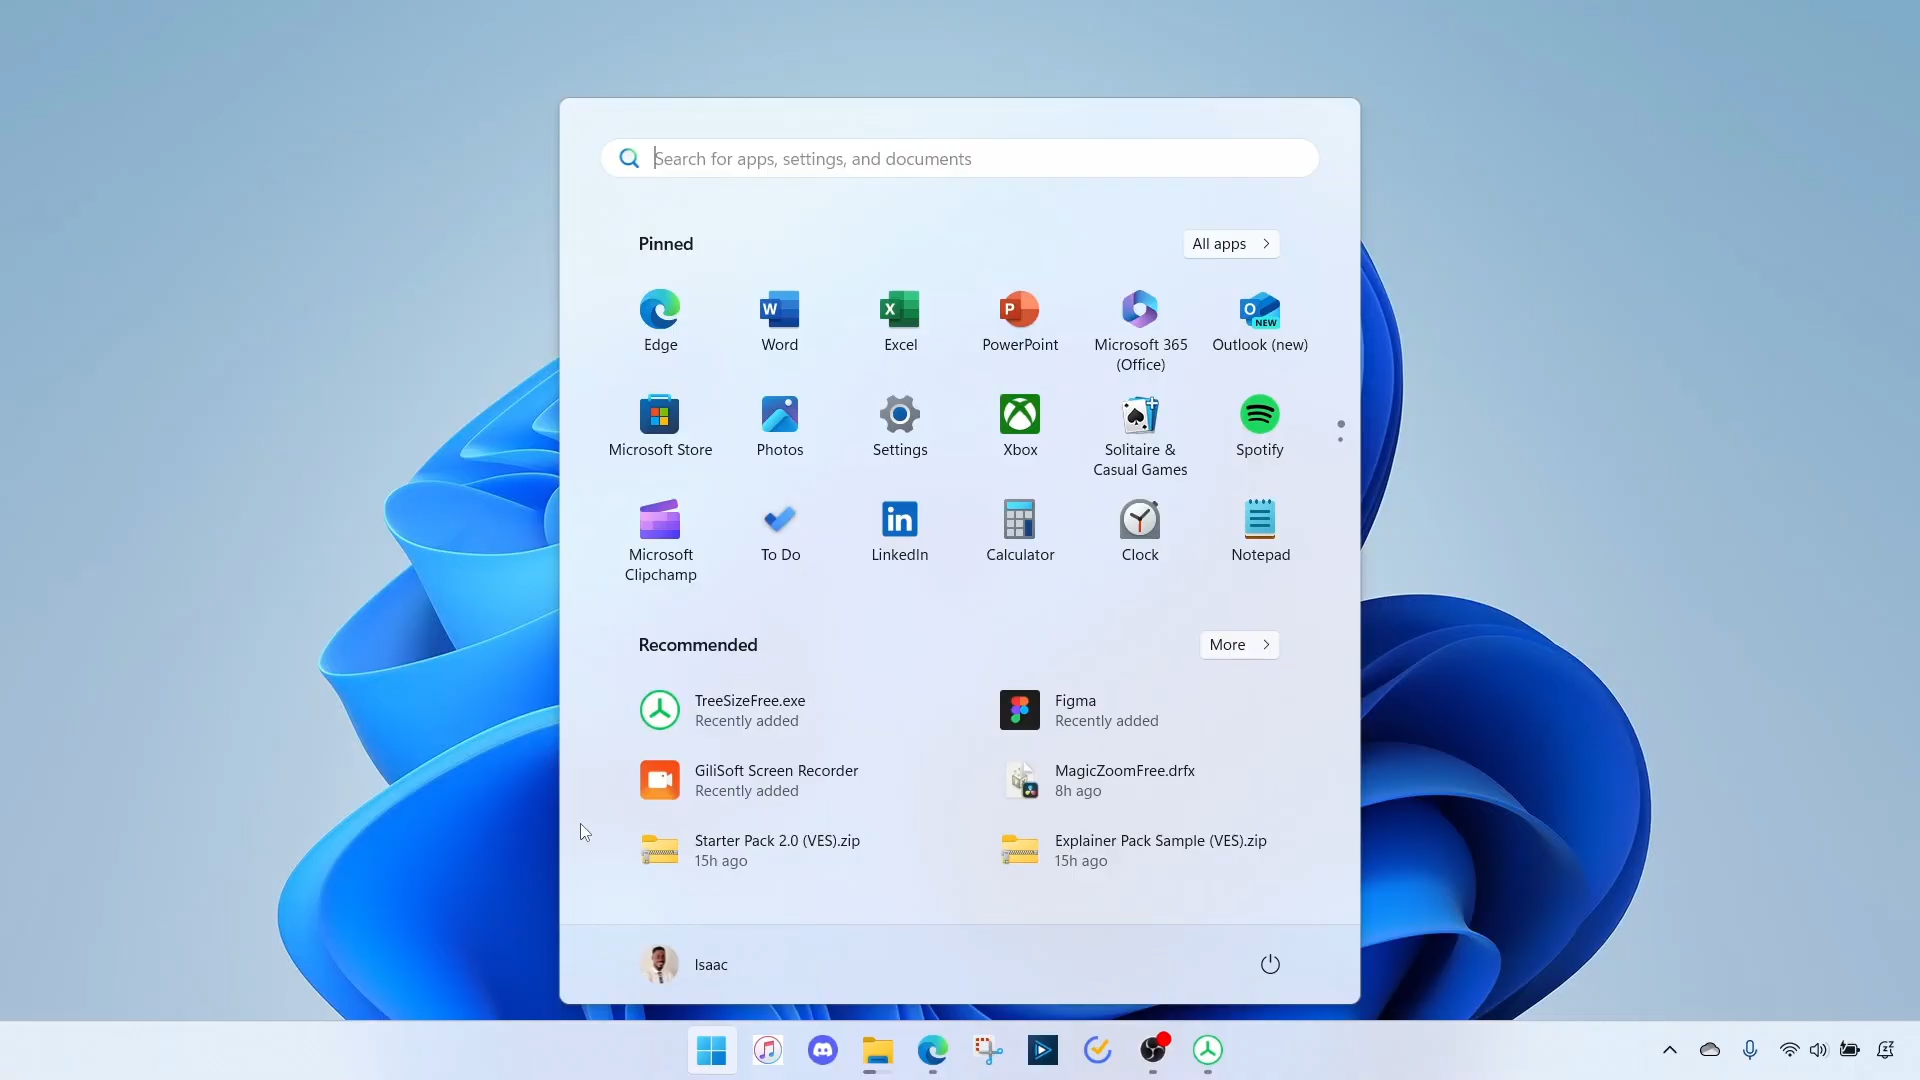 Search for apps, settings, and documents
Pinned
All apps
Edge
Word
Excel
PowerPoint
Microsoft 365
(Office)
Outlook (new)
Microsoft Store
Photos
Settings
Xbox
Solitaire &
Casual Games
Spotify
Microsoft
Clipchamp
To Do
LinkedIn
Calculator
Clock
Notepad
Recommended
More
TreeSizeFree.exe
Recently added
Figma
Recently added
GiliSoft Screen Recorder
Recently added
MagicZoomFree.drfx
8h ago
Starter Pack 2.0 (VES).zip
15h ago
Explainer Pack Sample (VES).zip
15h ago
Isaac